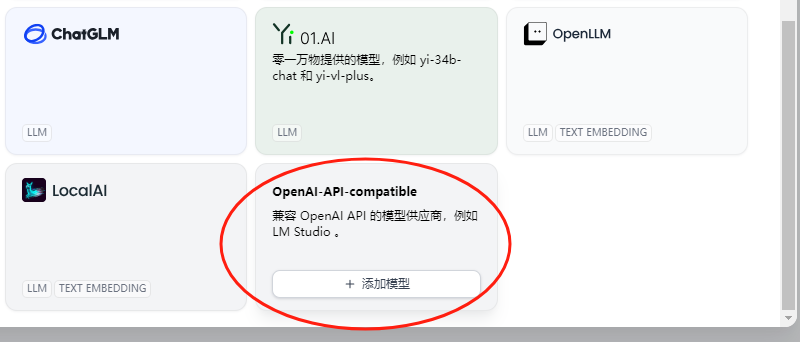 ChatGLM
LLM
Yi 01.AI
零一万物提供的模型，例如 yi-34b-
chat 和 yi-vl-plus。
LLM
OpenLLM
LLM TEXT EMBEDDING
LocalAI
LLM TEXT EMBEDDING
OpenAI-API-compatible
兼容 OpenAI API 的模型供应商，例如
LM Studio 。
+ 添加模型